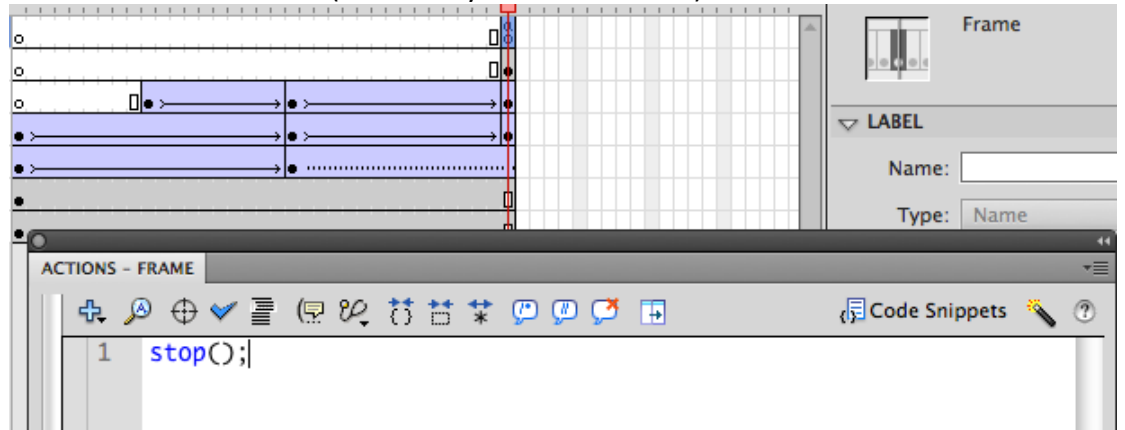 Frame
LABEL
Name:
Type: Name
ACTIONS - FRAME
Code Snippets
1 stop();